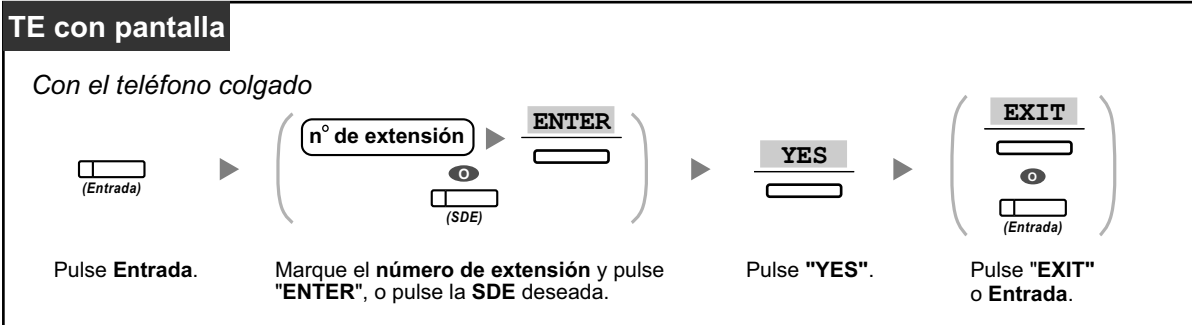 TE con pantalla
Con el teléfono colgado
n° de extensión
ENTER
o
(SDE)
(Entrada)
YES
EXIT
o
(Entrada)
Pulse Entrada.
Marque el número de extensión y pulse
"ENTER", o pulse la SDE deseada.
Pulse "YES".
Pulse "EXIT"
o Entrada.